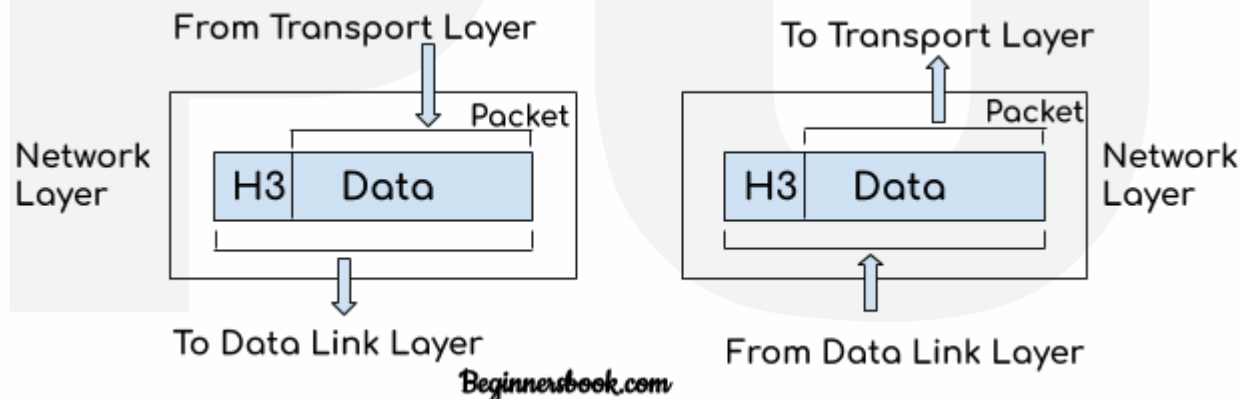 From Transport Layer
Packet
Network
Layer
H3 Data
To Data Link Layer
To Transport Layer
Packet
Network
Layer
H3 Data
From Data Link Layer
Beginnersbook.com